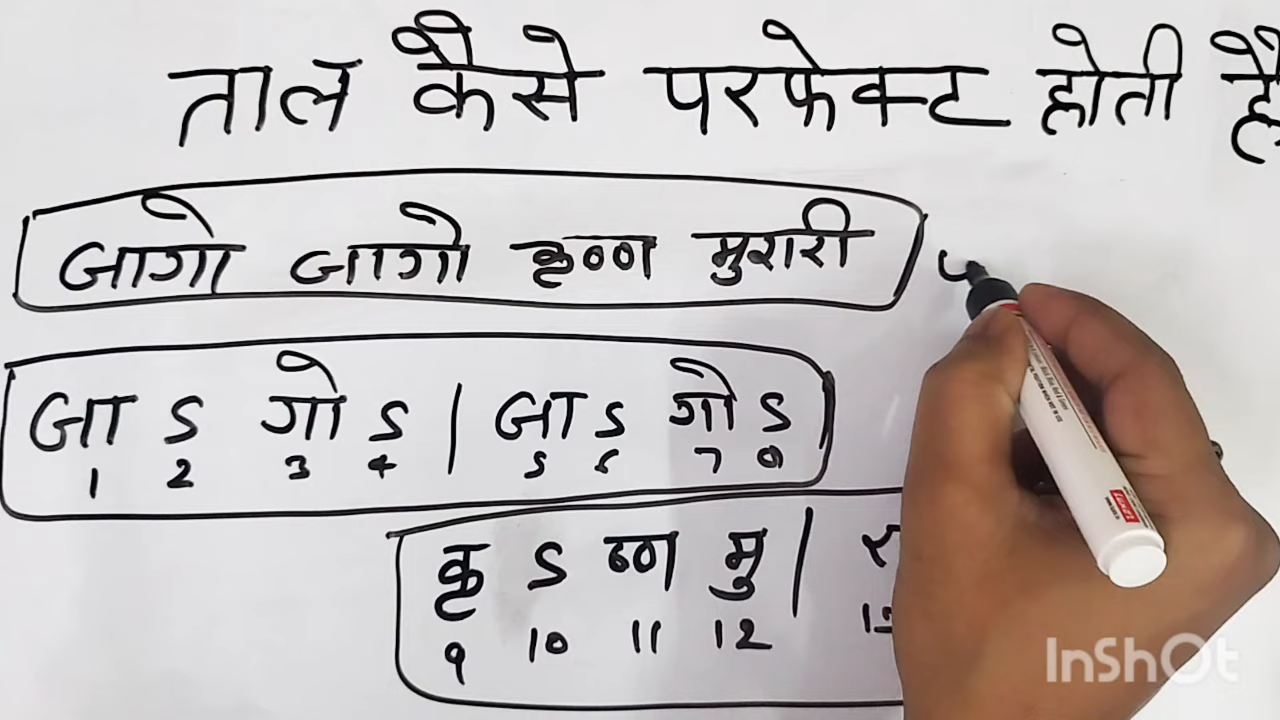 ताल कैसे परफेक्ट होती है
जागो जागो कृष्ण मुरारी
जा ऽ गो ऽ | जा ऽ गो ऽ
1 2 3 4 5 6 7 8
कृ ऽ ष्ण मु |
9 10 11 12
InShOt